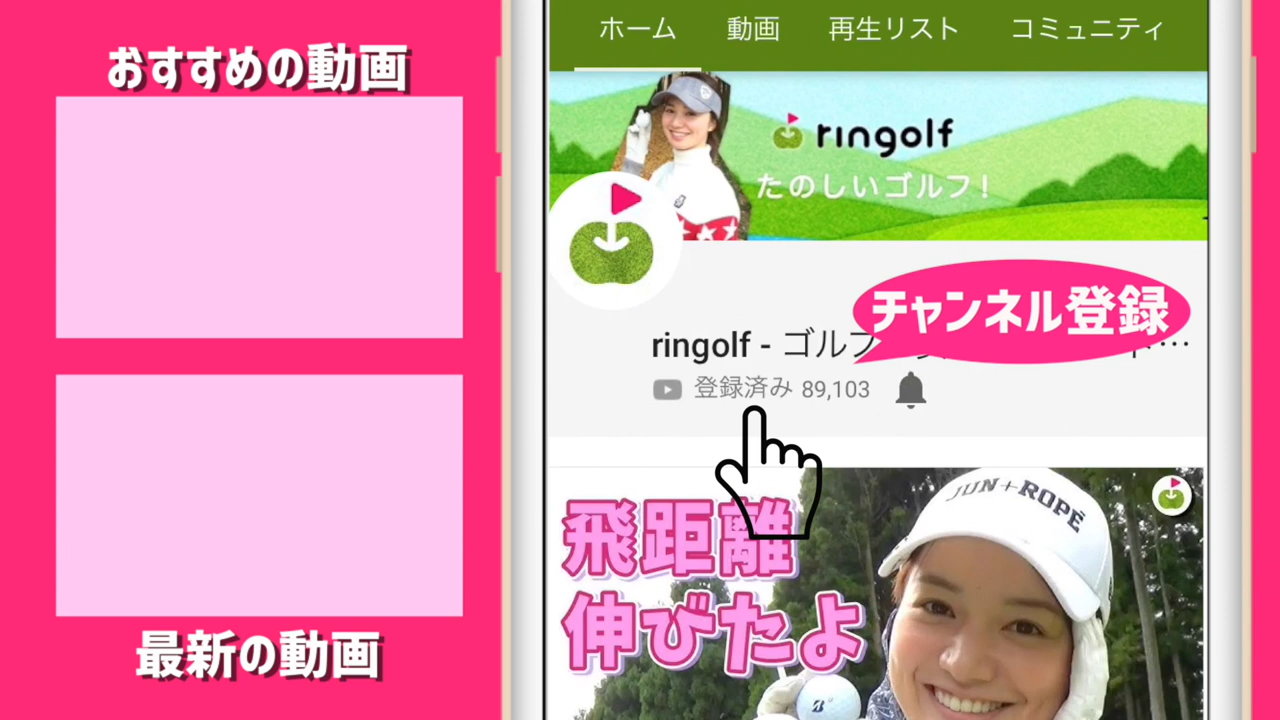 おすすめの動画
最新の動画
ホーム 動画 再生リスト コミュニティ
ringolf
たのしいゴルフ!
チャンネル登録
ringolf - ゴルフ
登録済み 89,103
飛距離
伸びたよ
JUN+ROPÉ
B